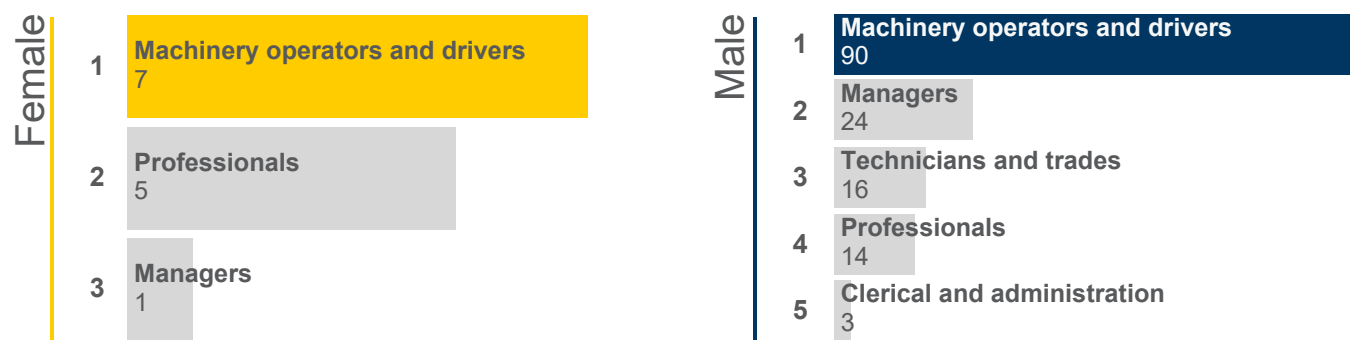 Female
1
Machinery operators and drivers
7
2
Professionals
5
3
Managers
1
Male
1
Machinery operators and drivers
90
2
Managers
24
3
Technicians and trades
16
4
Professionals
14
5
Clerical and administration
3